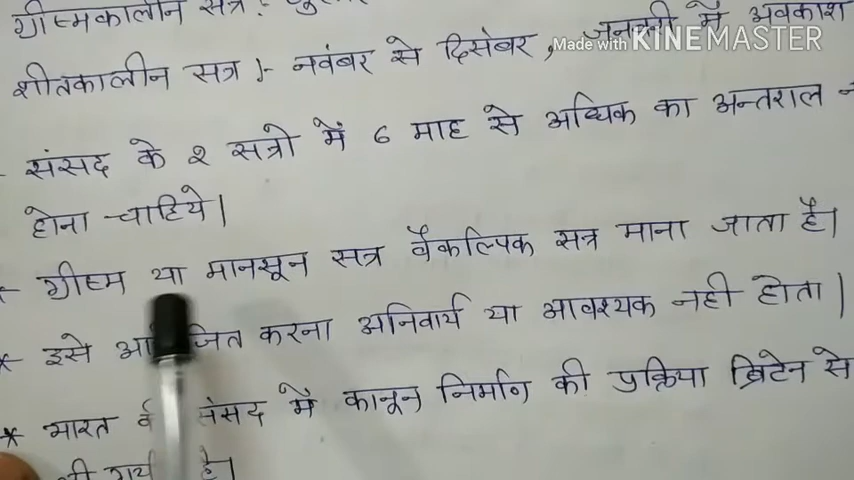 ग्रीष्मकालीन सत्र :
शीतकालीन सत्र :- नवंबर से दिसंबर, जनवरी में अवकाश
Made with KINEMASTER
संसद के २ सत्रो में 6 माह से अधिक का अन्तराल न
होना चाहिये।
ग्रीष्म या मानसून सत्र वैकल्पिक सत्र माना जाता है।
* इसे करना अनिवार्य या आवश्यक नही होता।
* भारत संसद में कानून निर्माण की प्रक्रिया ब्रिटेन से
है।